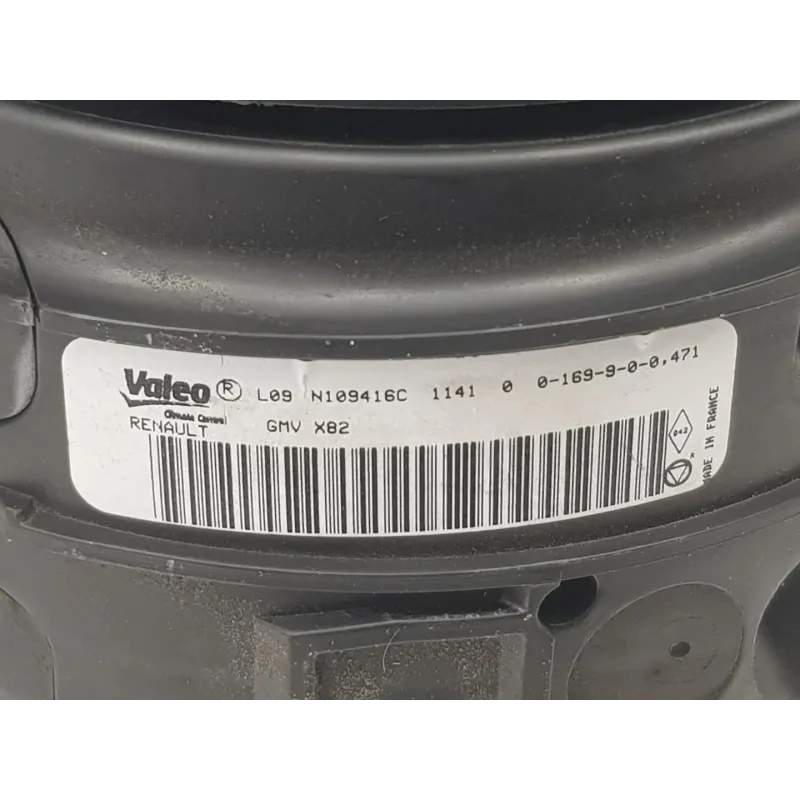 Valeo ® L09 N109416C 1141 0 0-169-9-0-0,471
Climate Control
RENAULT GMV X82
MADE IN FRANCE